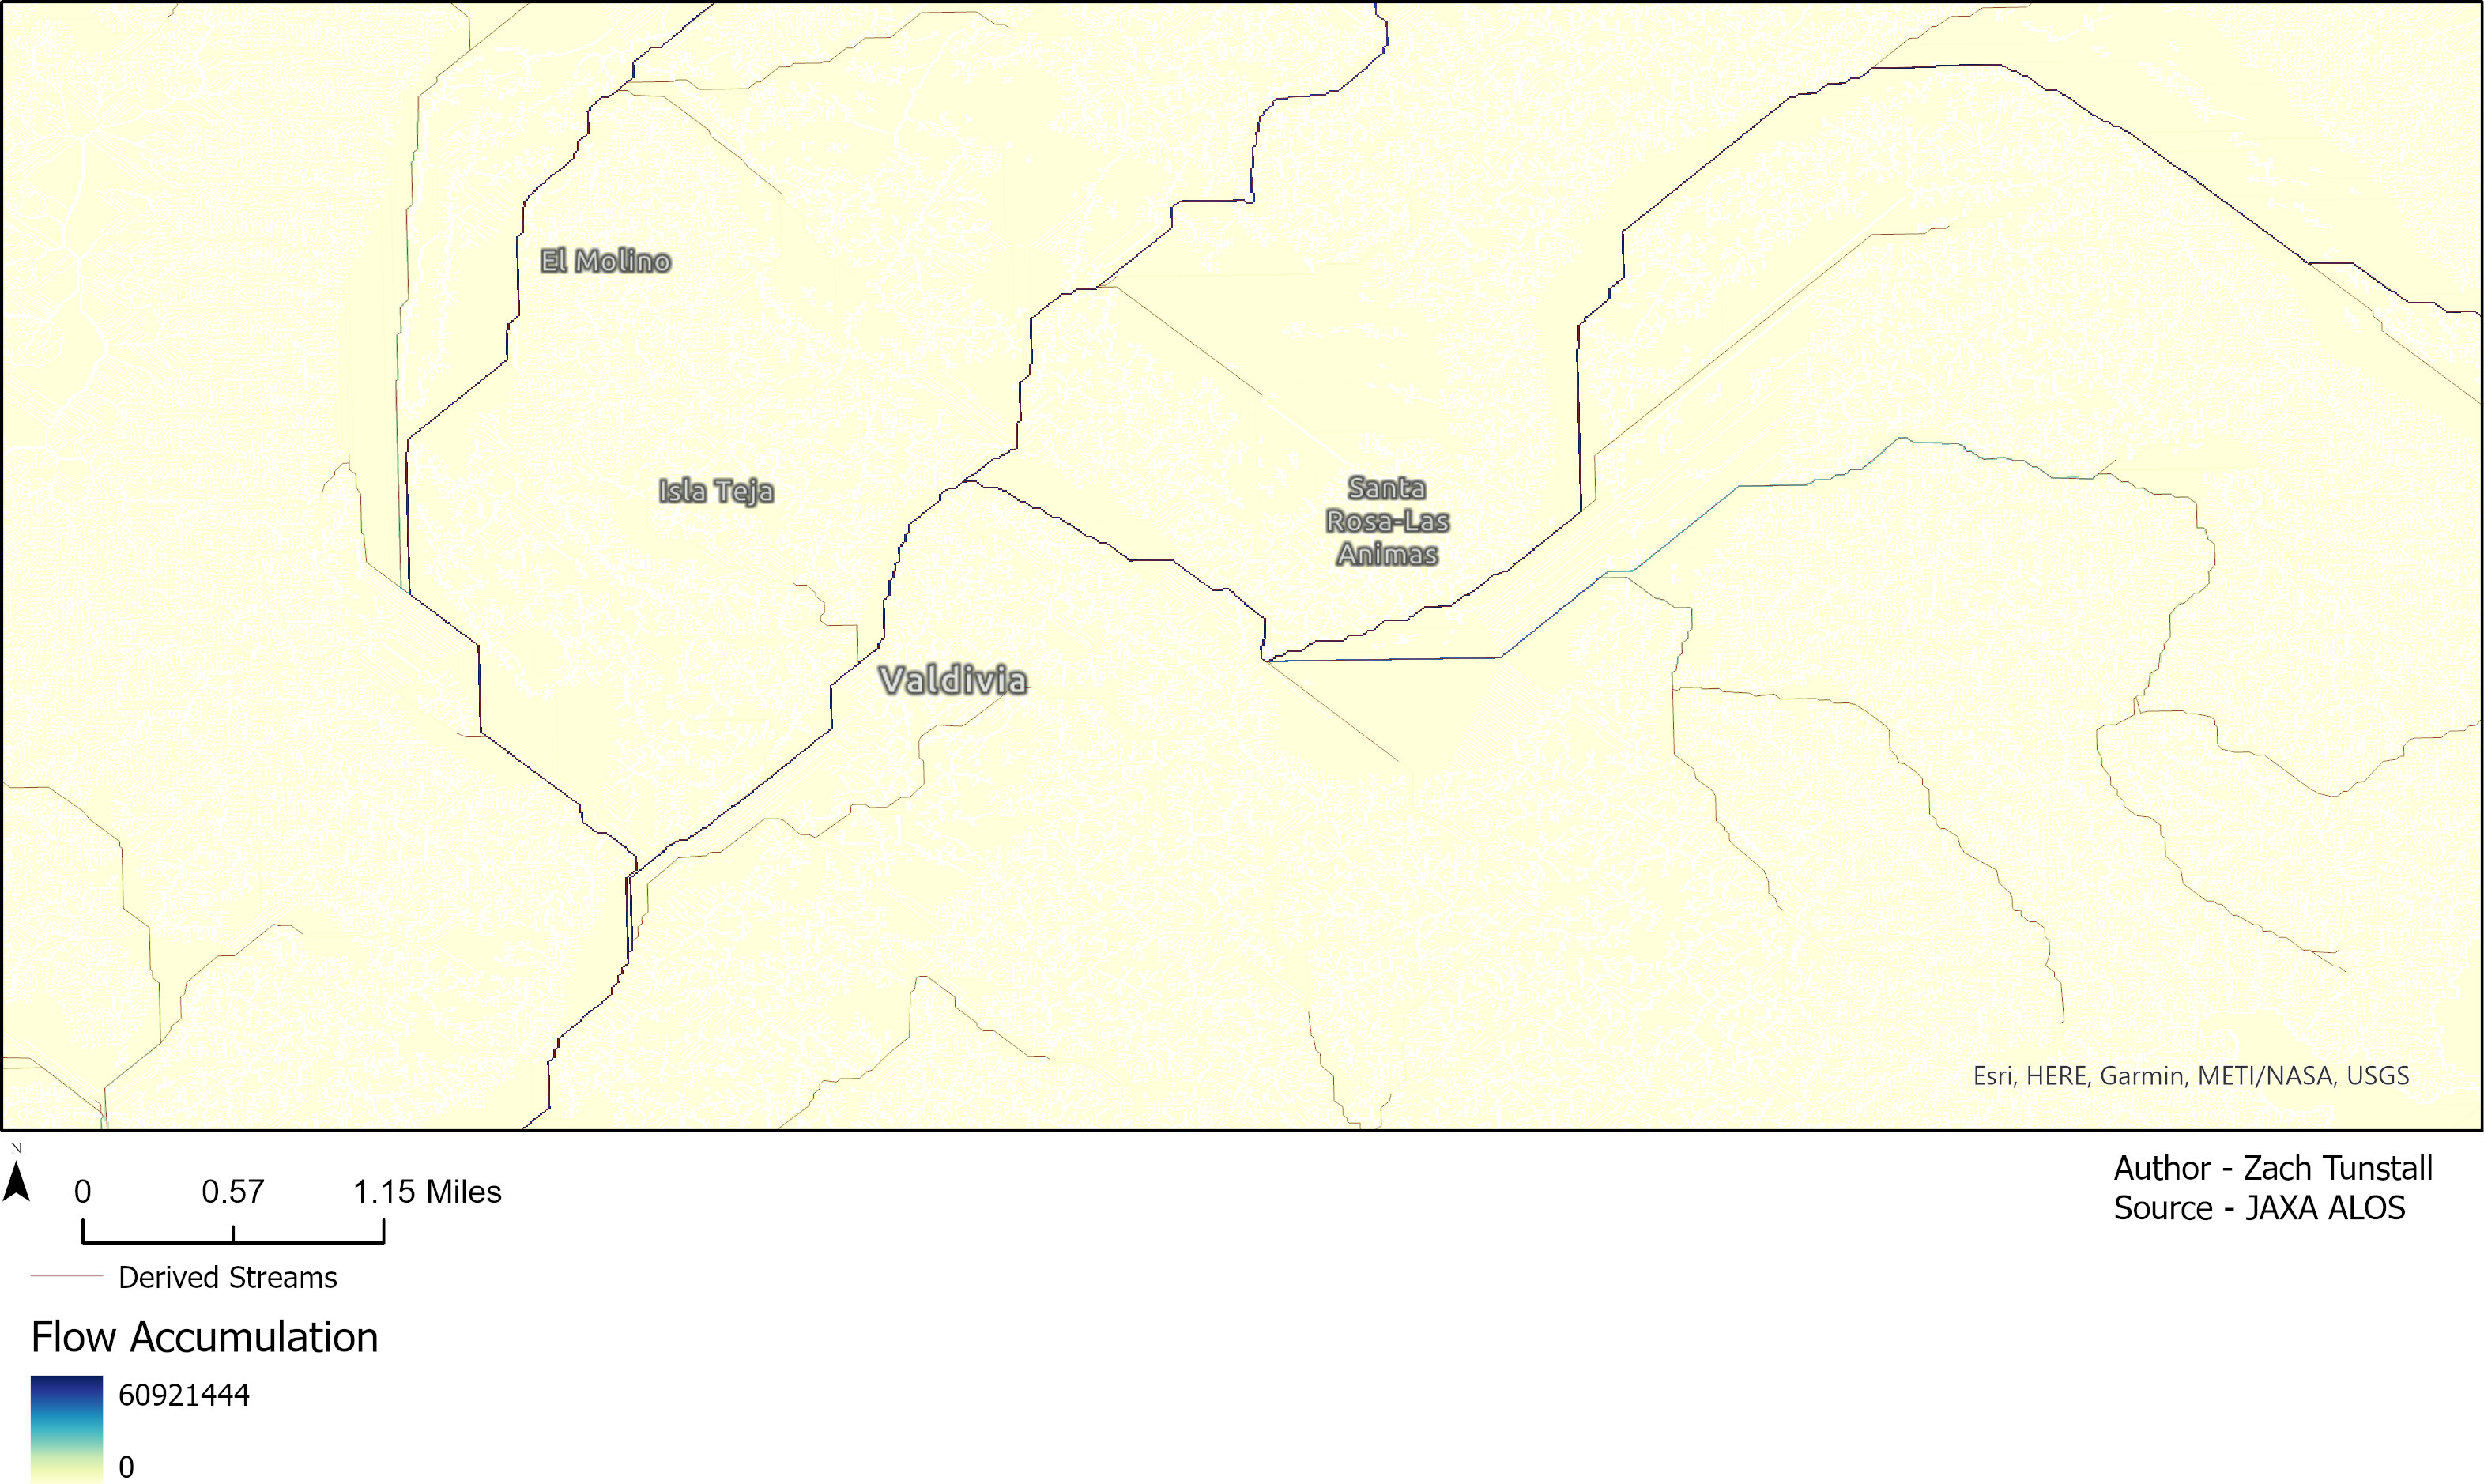 El Molino
Isla Teja
Santa
Rosa-Las
Animas
Valdivia
Esri, HERE, Garmin, METI/NASA, USGS
N
0 0.57 1.15 Miles
Author - Zach Tunstall
Source - JAXA ALOS
Derived Streams
Flow Accumulation
60921444
0